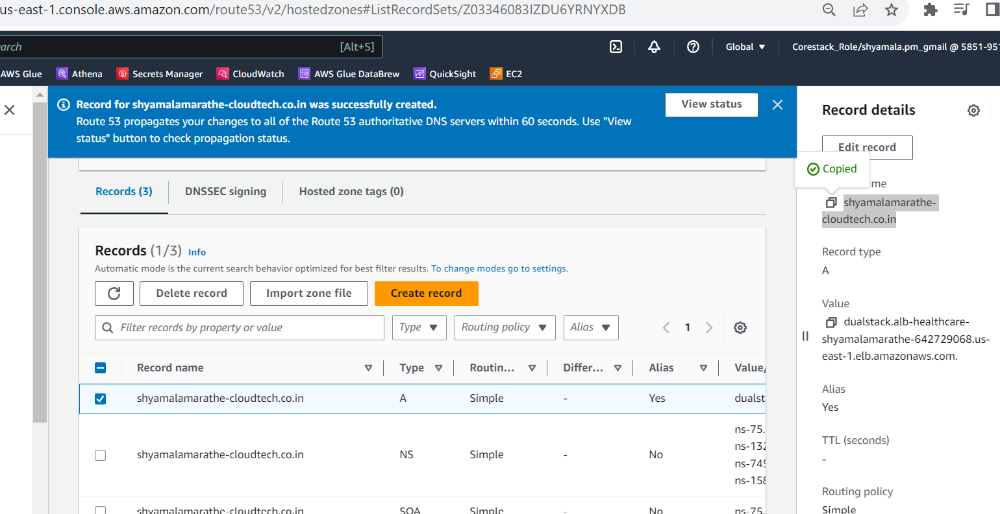 us-east-1.console.aws.amazon.com/route53/v2/hostedzones#ListRecordSets/Z03346083IZDU6YRNYXDB
arch [Alt+S] Global Corestack_Role/shyamala.pm_gmail @ 5851-951
AWS Glue Athena Secrets Manager CloudWatch AWS Glue DataBrew QuickSight EC2
Record for shyamalamarathe-cloudtech.co.in was successfully created.
Route 53 propagates your changes to all of the Route 53 authoritative DNS servers within 60 seconds. Use "View
status" button to check propagation status.
View status
Records (3) DNSSEC signing Hosted zone tags (0)
Records (1/3) Info
Automatic mode is the current search behavior optimized for best filter results. To change modes go to settings.
Delete record Import zone file Create record
Filter records by property or value Type Routing policy Alias 1
Record name Type Routin... Differ... Alias Value/
shyamalamarathe-cloudtech.co.in A Simple - Yes dualst
shyamalamarathe-cloudtech.co.in NS Simple - No
ns-75.
ns-132
ns-745
ns-158
shyamalamarathe-cloudtech.co.in SOA Simple - No ns-75.
Record details
Edit record
Copied
me
shyamalamarathe-
cloudtech.co.in
Record type
A
Value
dualstack.alb-healthcare-
shyamalamarathe-642729068.us-
east-1.elb.amazonaws.com.
Alias
Yes
TTL (seconds)
-
Routing policy
Simple